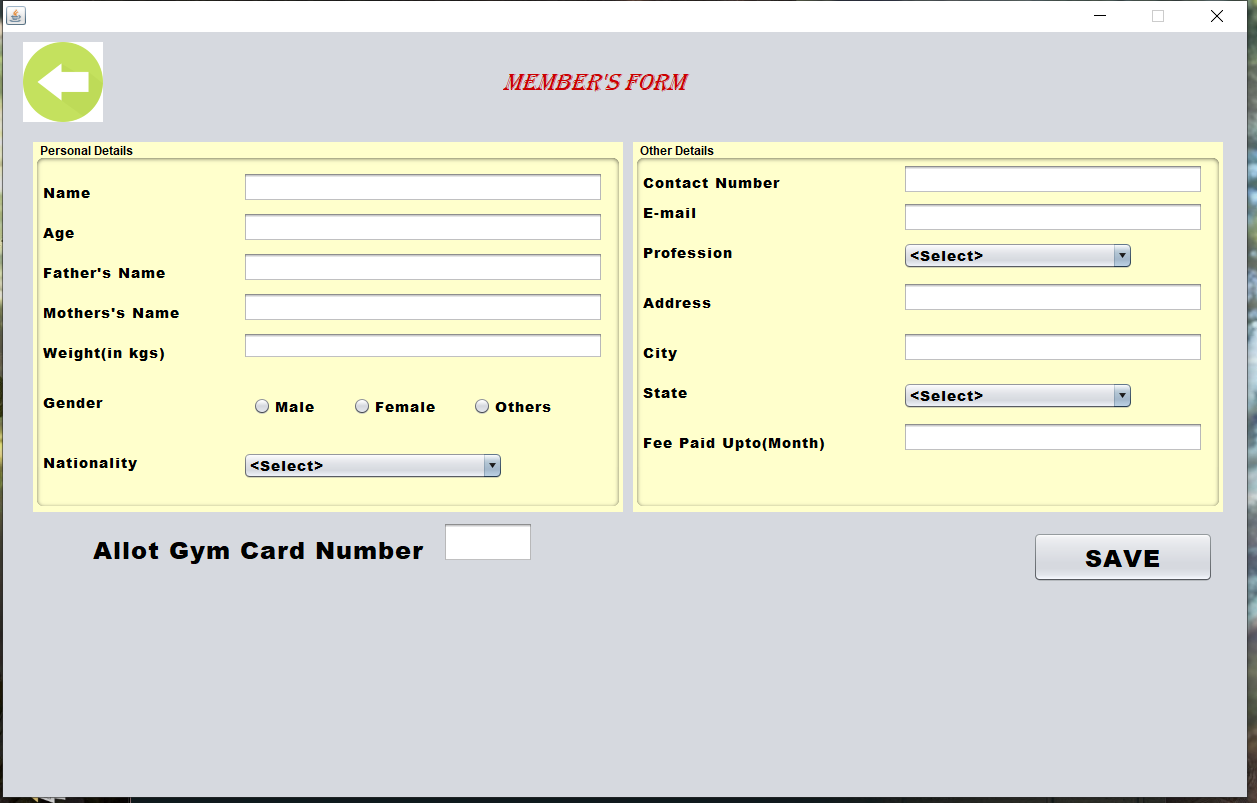 MEMBER'S FORM
Personal Details
Name
Age
Father's Name
Mothers's Name
Weight(in kgs)
Gender
Male
Female
Others
Nationality
<Select>
Other Details
Contact Number
E-mail
Profession
<Select>
Address
City
State
<Select>
Fee Paid Upto(Month)
Allot Gym Card Number
SAVE